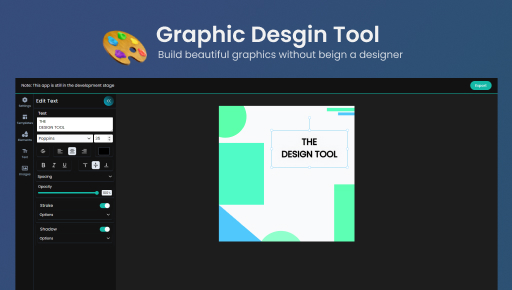 Graphic Desgin Tool
Build beautiful graphics without beign a designer
Note: This app is still in the development stage
Export
Settings
Edit Text
Templates
Text
THE
DESIGN TOOL
Elements
Poppins
Text
B I U
Images
Spacing
Opacity
Stroke
Options
Shadow
Options
THE
DESIGN TOOL